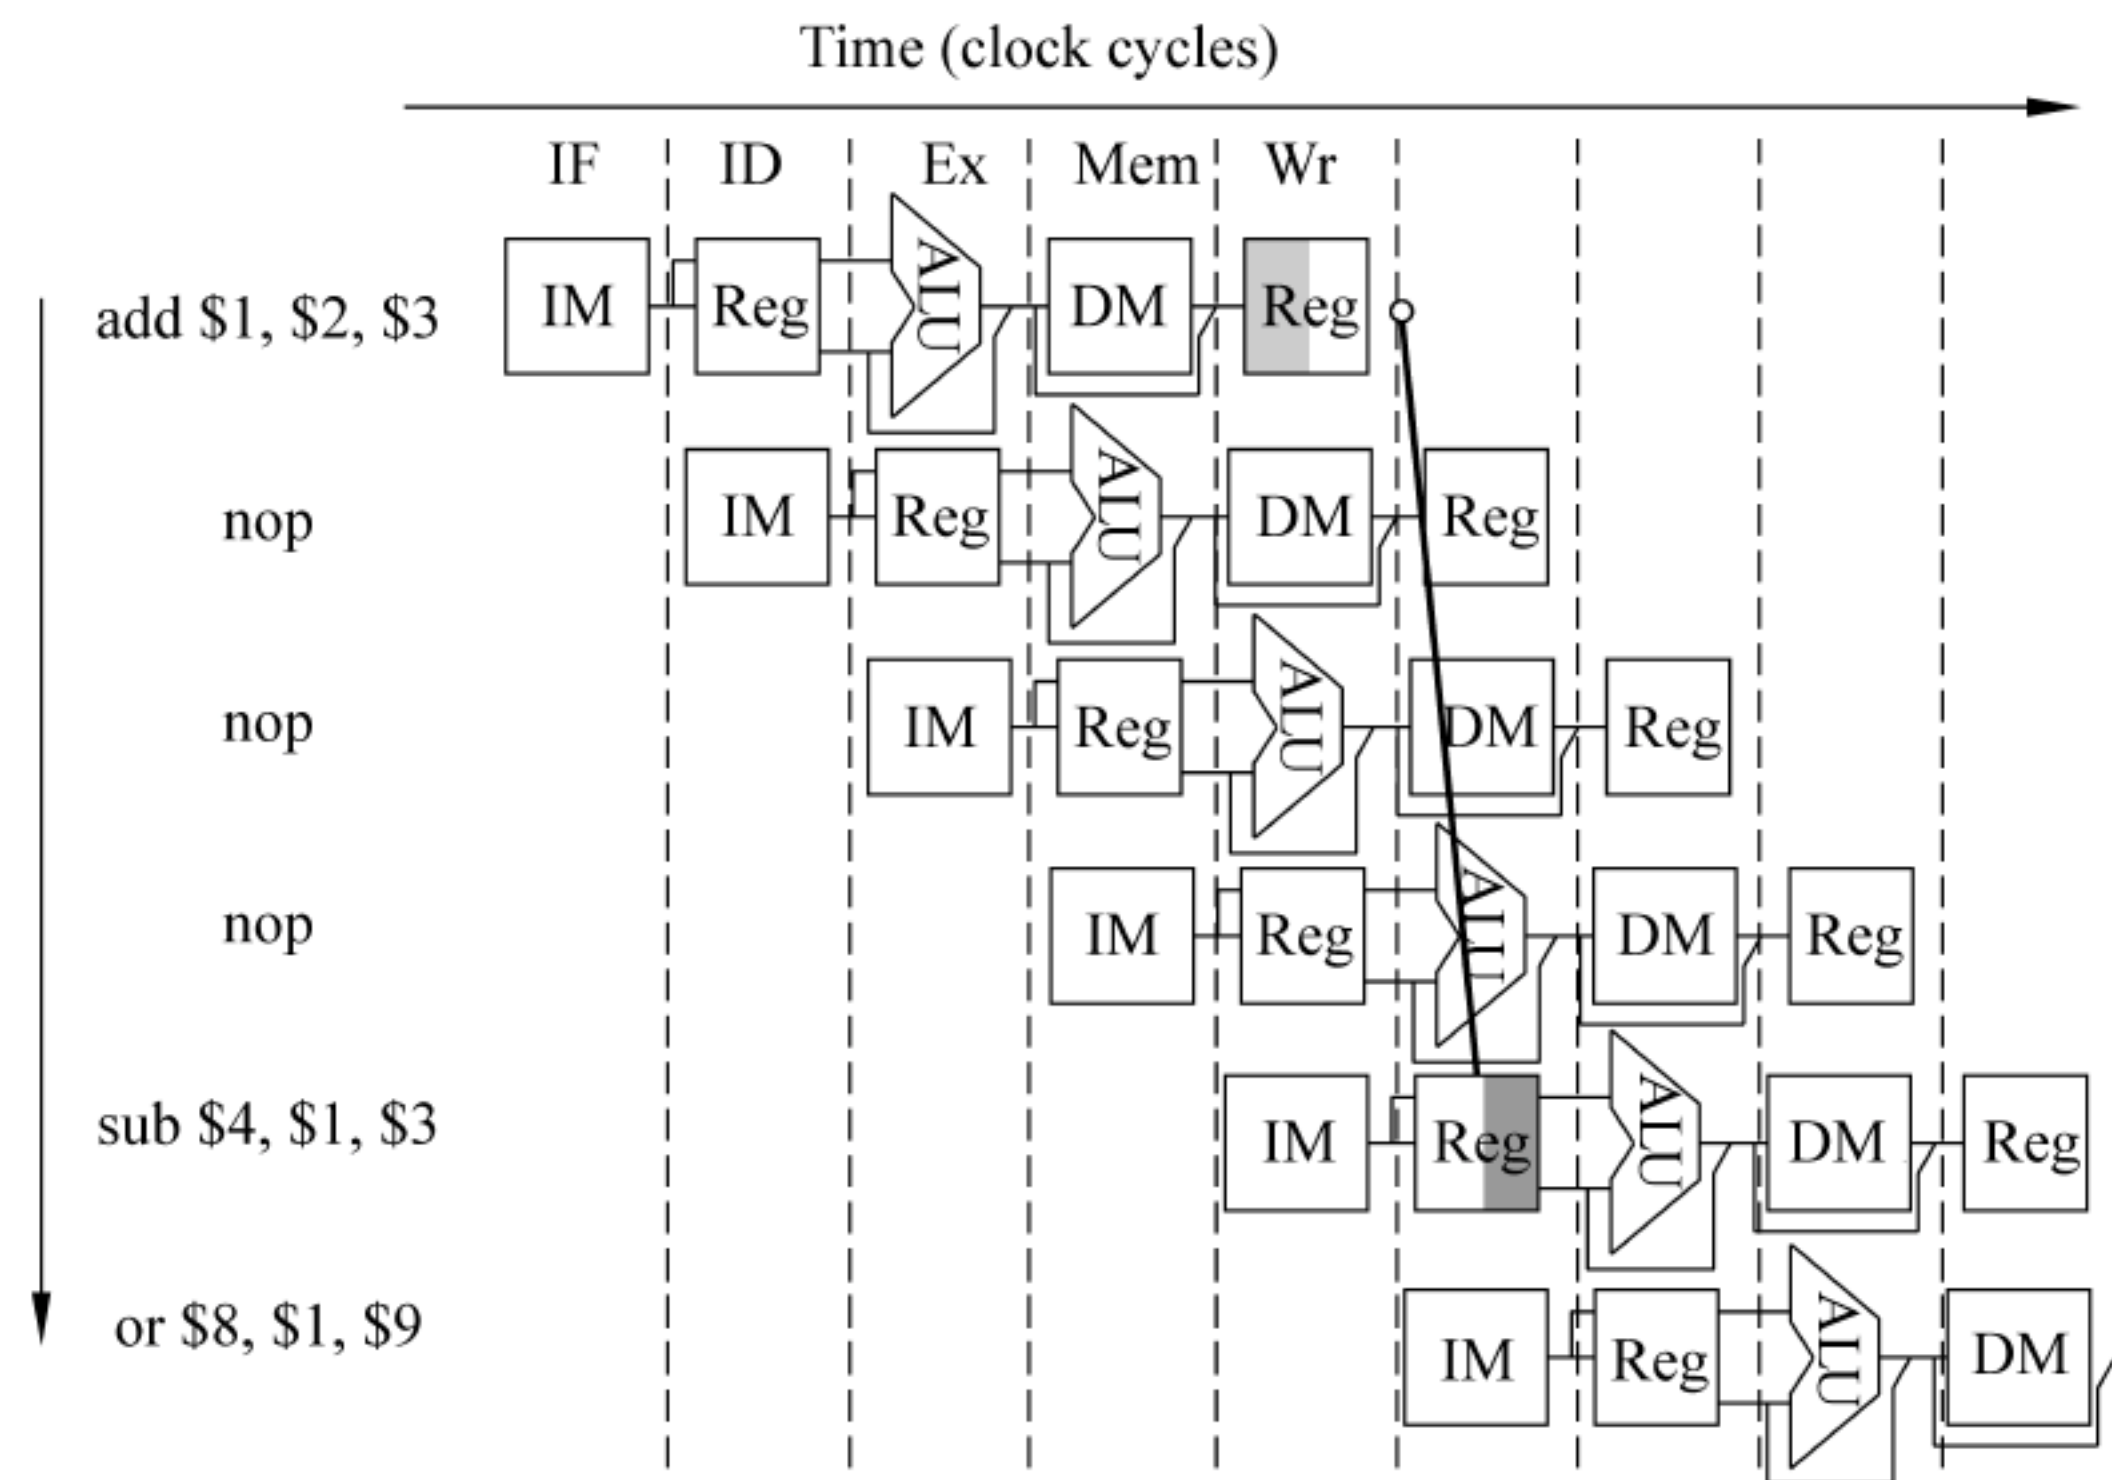 Time (clock cycles)
IF ID Ex Mem Wr
add $1, $2, $3 IM Reg ALU DM Reg
nop IM Reg ALU DM Reg
nop IM Reg ALU DM Reg
nop IM Reg ALU DM Reg
sub $4, $1, $3 IM Reg ALU DM Reg
or $8, $1, $9 IM Reg ALU DM